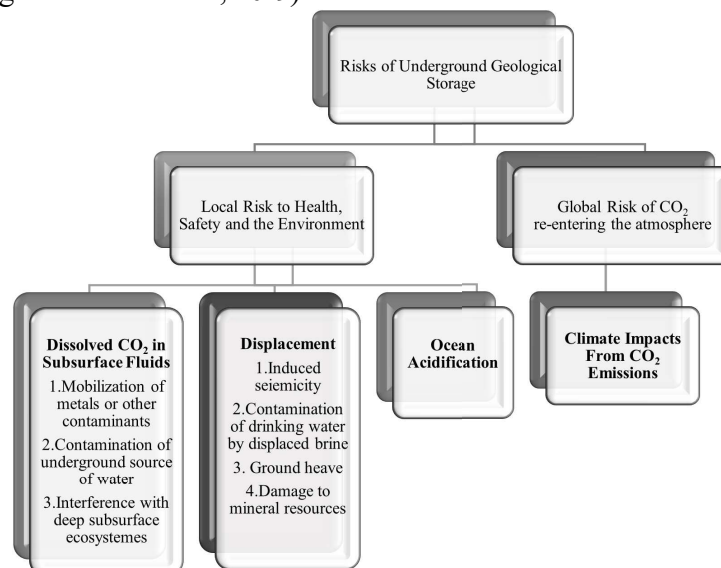 Risks of Underground Geological
Storage
Local Risk to Health,
Safety and the Environment
Global Risk of CO₂
re-entering the atmosphere
Dissolved CO₂ in
Subsurface Fluids
1.Mobilization of
metals or other
contaminants
2.Contamination of
underground source
of water
3.Interference with
deep subsurface
ecosystemes
Displacement
1.Induced
seiemicity
2.Contamination
of drinking water
by displaced brine
3. Ground heave
4.Damage to
mineral resources
Ocean
Acidification
Climate Impacts
From CO₂
Emissions